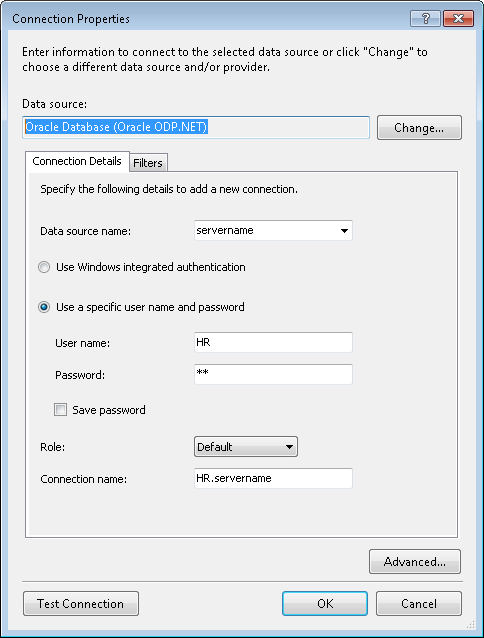 Connection Properties
?
Enter information to connect to the selected data source or click "Change" to
choose a different data source and/or provider.
Data source:
Oracle Database (Oracle ODP.NET)
Change...
Connection Details
Filters
Specify the following details to add a new connection.
Data source name:
servername
Use Windows integrated authentication
Use a specific user name and password
User name:
HR
Password:
**
Save password
Role:
Default
Connection name:
HR.servername
Advanced...
Test Connection
OK
Cancel